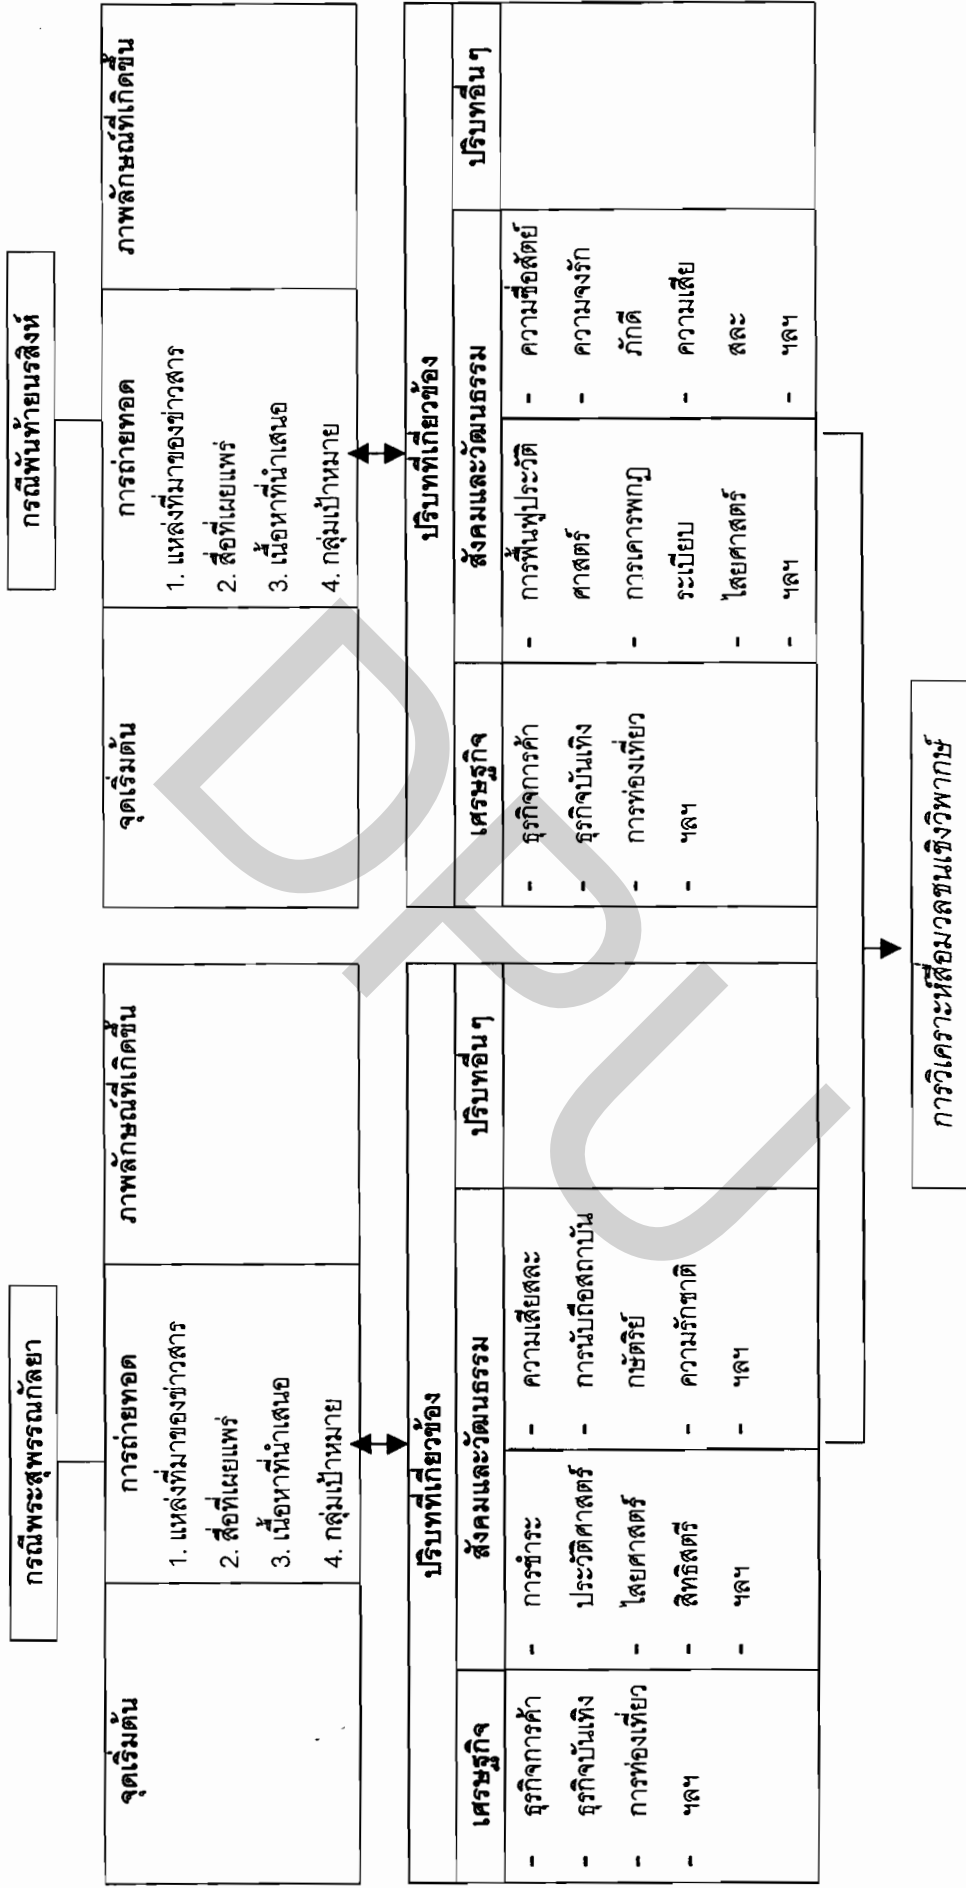 กรณีพระสุพรรณกัลยา
จุดเริ่มต้น
การถ่ายทอด
1. แหล่งที่มาของข่าวสาร
2. สื่อที่เผยแพร่
3. เนื้อหาที่นำเสนอ
4. กลุ่มเป้าหมาย
ภาพลักษณ์ที่เกิดขึ้น
ปริบทที่เกี่ยวข้อง
เศรษฐกิจ
- ธุรกิจการค้า
- ธุรกิจบันเทิง
- การท่องเที่ยว
- ฯลฯ
สังคมและวัฒนธรรม
- การชำระ
ประวัติศาสตร์
- ไสยศาสตร์
- สิทธิสตรี
- ฯลฯ
- ความเสียสละ
- การนับถือสถาบัน
กษัตริย์
- ความรักชาติ
- ฯลฯ
ปริบทอื่นๆ
กรณีพันท้ายนรสิงห์
จุดเริ่มต้น
การถ่ายทอด
1. แหล่งที่มาของข่าวสาร
2. สื่อที่เผยแพร่
3. เนื้อหาที่นำเสนอ
4. กลุ่มเป้าหมาย
ภาพลักษณ์ที่เกิดขึ้น
ปริบทที่เกี่ยวข้อง
เศรษฐกิจ
- ธุรกิจการค้า
- ธุรกิจบันเทิง
- การท่องเที่ยว
- ฯลฯ
สังคมและวัฒนธรรม
- การฟื้นฟูประวัติ
ศาสตร์
- การเคารพกฎ
ระเบียบ
- ไสยศาสตร์
- ฯลฯ
- ความซื่อสัตย์
- ความจงรัก
ภักดี
- ความเสีย
สละ
- ฯลฯ
ปริบทอื่นๆ
การวิเคราะห์สื่อมวลชนเชิงวิพากษ์
DPU